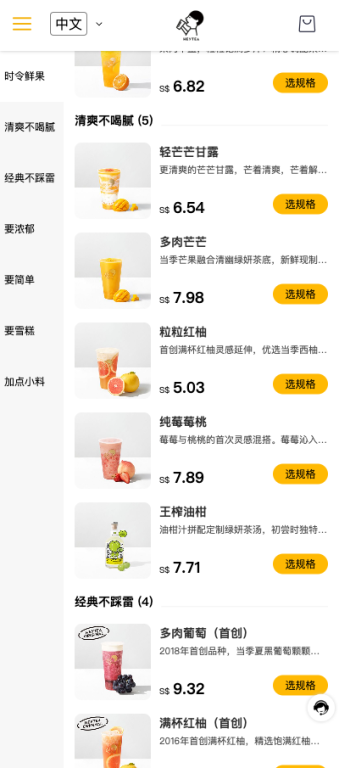 中文
HEYTEA
时令鲜果
S$ 6.82
选规格
清爽不喝腻
经典不踩雷
要浓郁
要简单
要雪糕
加点小料
清爽不喝腻 (5)
轻芒芒甘露
更清爽的芒芒甘露，芒着清爽，芒着解...
S$ 6.54
选规格
多肉芒芒
当季芒果融合清幽绿妍茶底，新鲜现制...
S$ 7.98
选规格
粒粒红柚
首创满杯红柚灵感延伸，优选当季西柚...
S$ 5.03
选规格
纯莓莓桃
莓莓与桃桃的首次灵感混搭。莓莓沁入...
S$ 7.89
选规格
王榨油柑
油柑汁拼配定制绿妍茶汤，初尝时独特...
S$ 7.71
选规格
经典不踩雷 (4)
多肉葡萄（首创）
2018年首创品种，当季夏黑葡萄颗颗...
S$ 9.32
选规格
满杯红柚（首创）
2016年首创满杯红柚，精选饱满红柚...